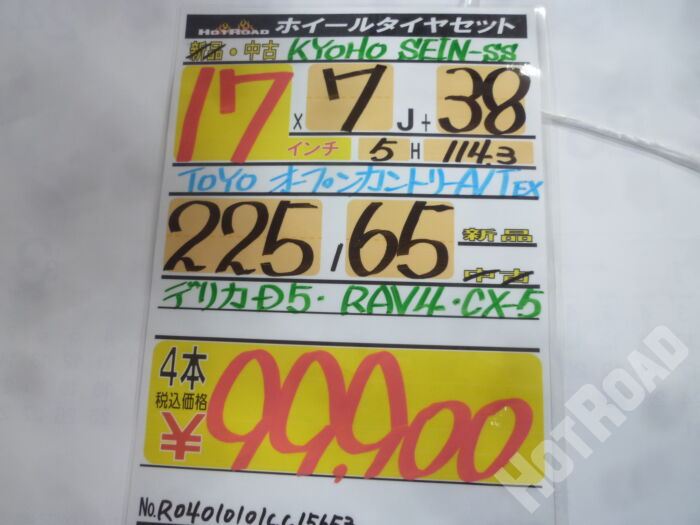 HOTROAD ホイールタイヤセット
新品・中古 KYOHO SEIN-SS
17 x 7 J + 38
インチ 5 H 114.3
TOYO オープンカントリーA/T EX
225 / 65 新品
中古
デリカD5・RAV4・CX-5
4本
税込価格
¥ 99,900
HOTROAD